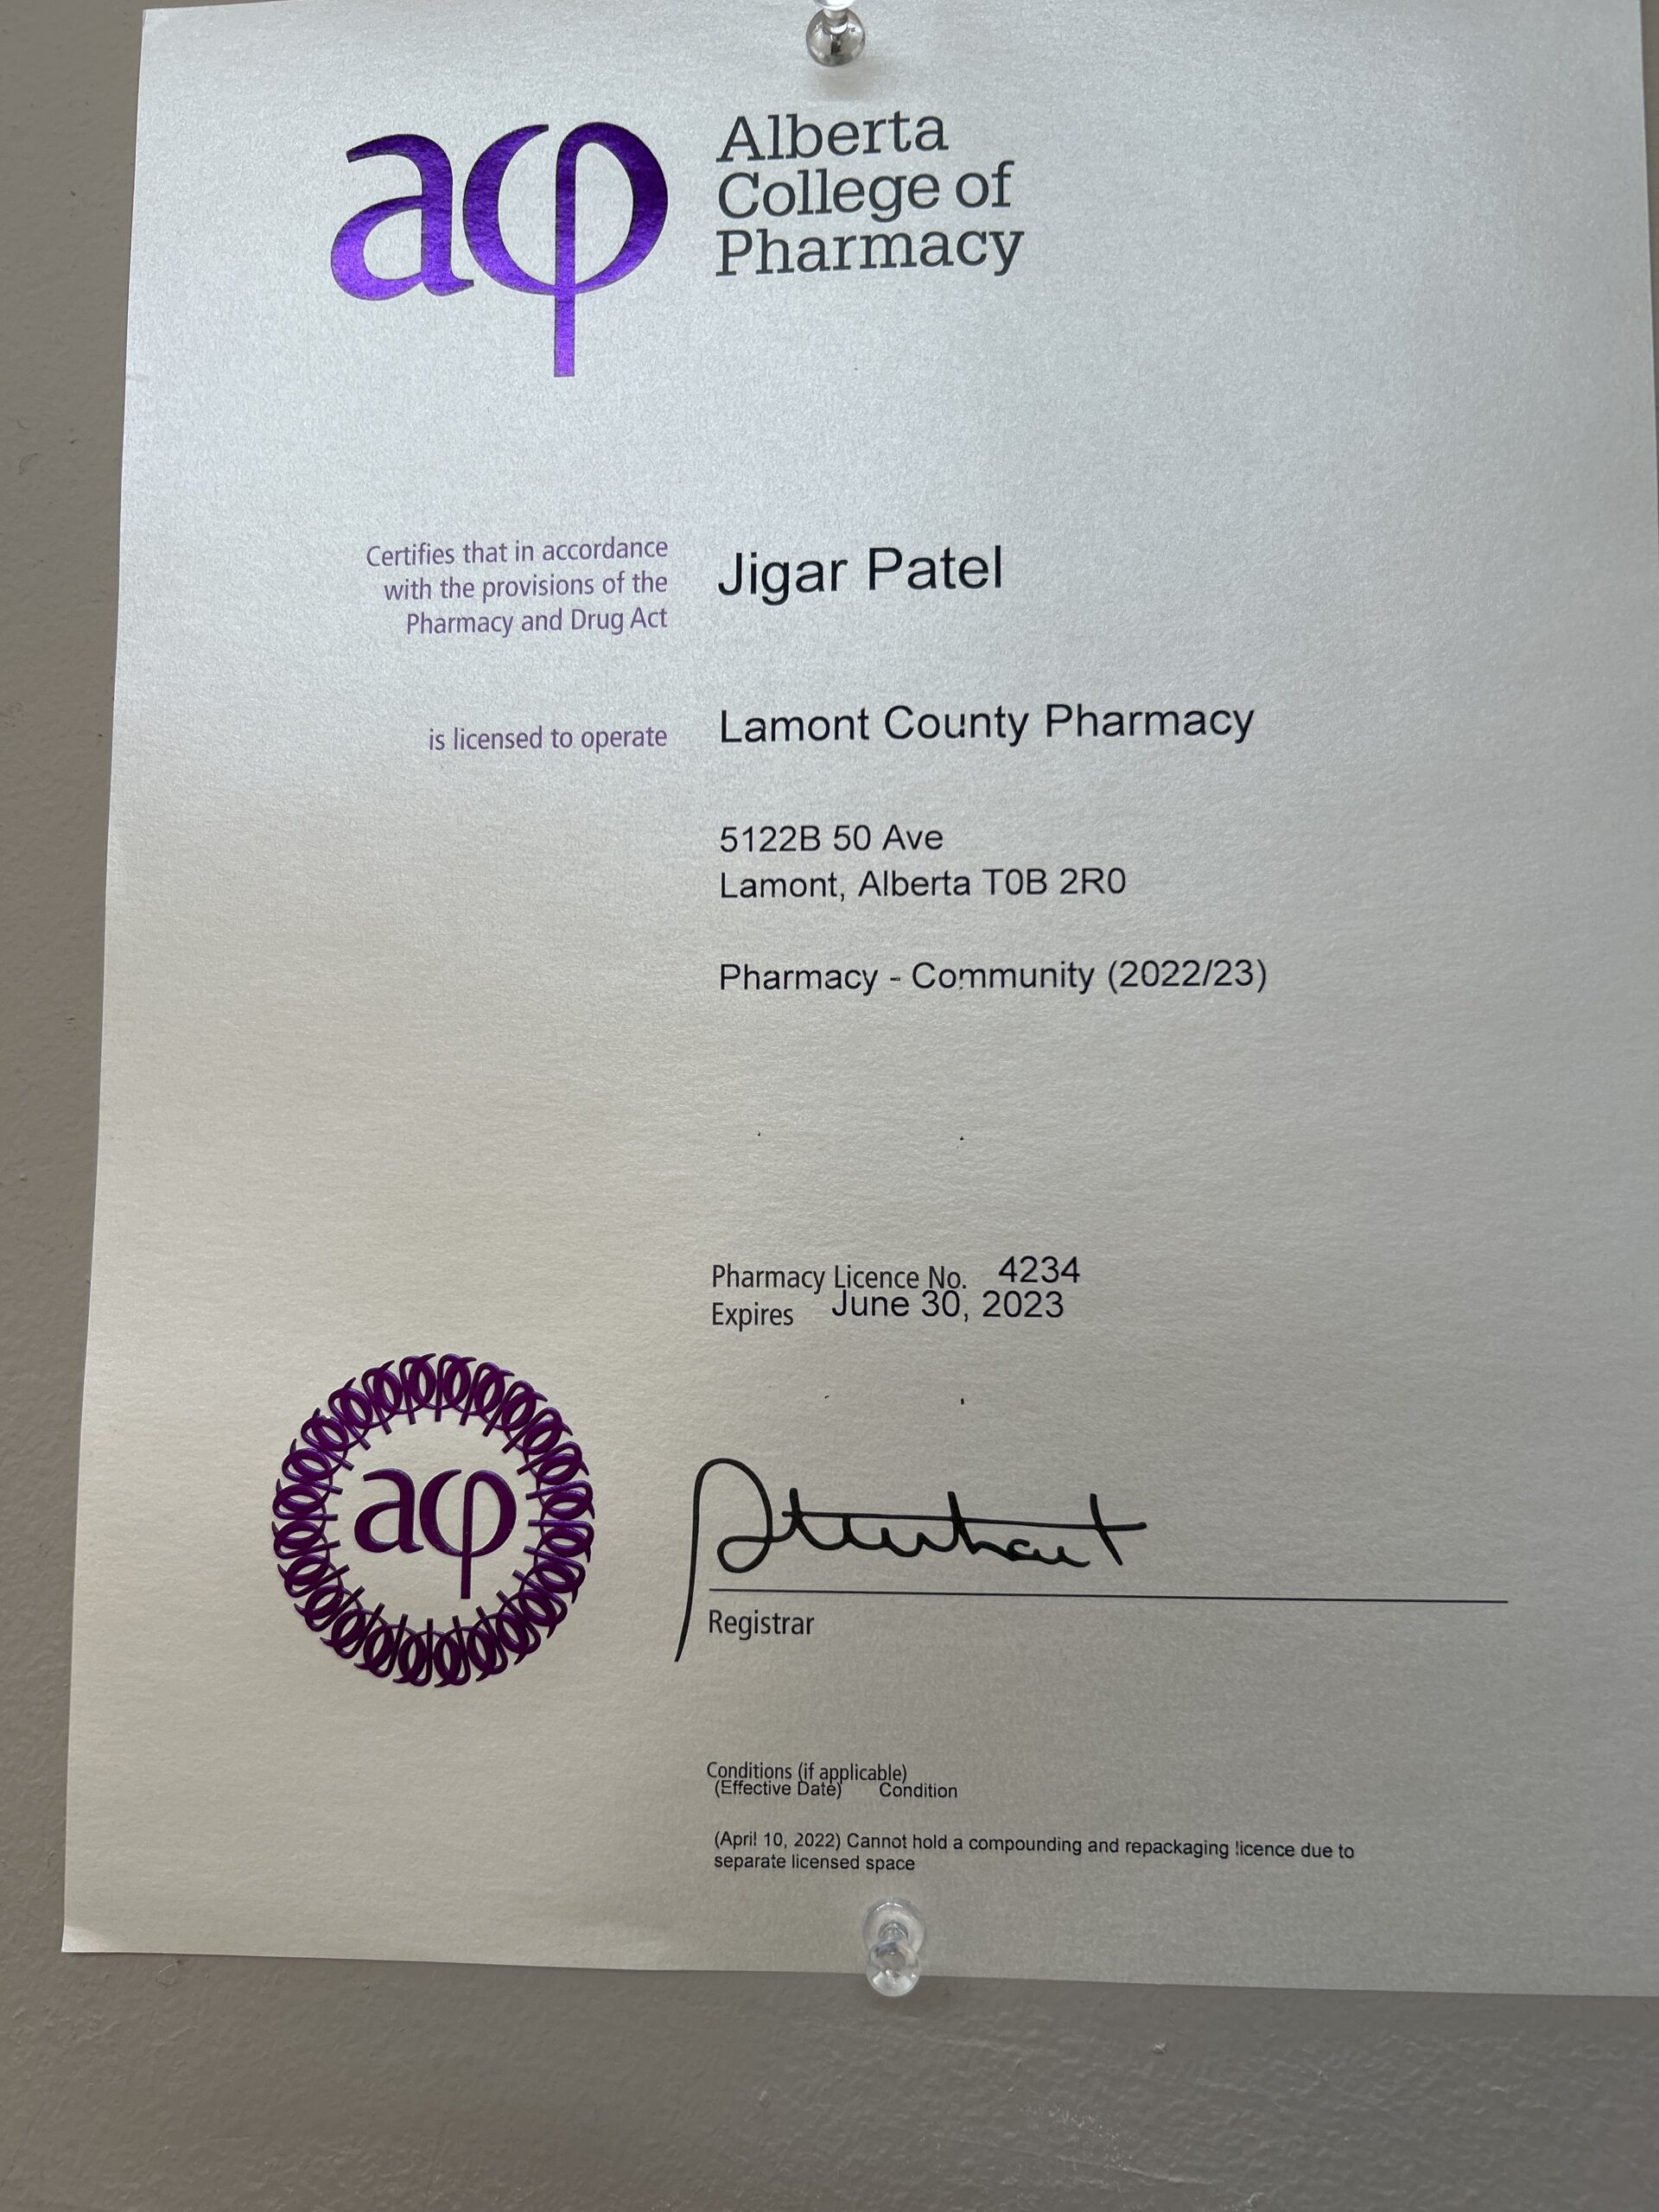 aφ
Alberta
College of
Pharmacy
Certifies that in accordance
with the provisions of the
Pharmacy and Drug Act
Jigar Patel
is licensed to operate
Lamont County Pharmacy
5122B 50 Ave
Lamont, Alberta T0B 2R0
Pharmacy - Community (2022/23)
Pharmacy Licence No. 4234
Expires June 30, 2023
aφ
Registrar
Conditions (if applicable)
(Effective Date) Condition
(April 10, 2022) Cannot hold a compounding and repackaging licence due to
separate licensed space